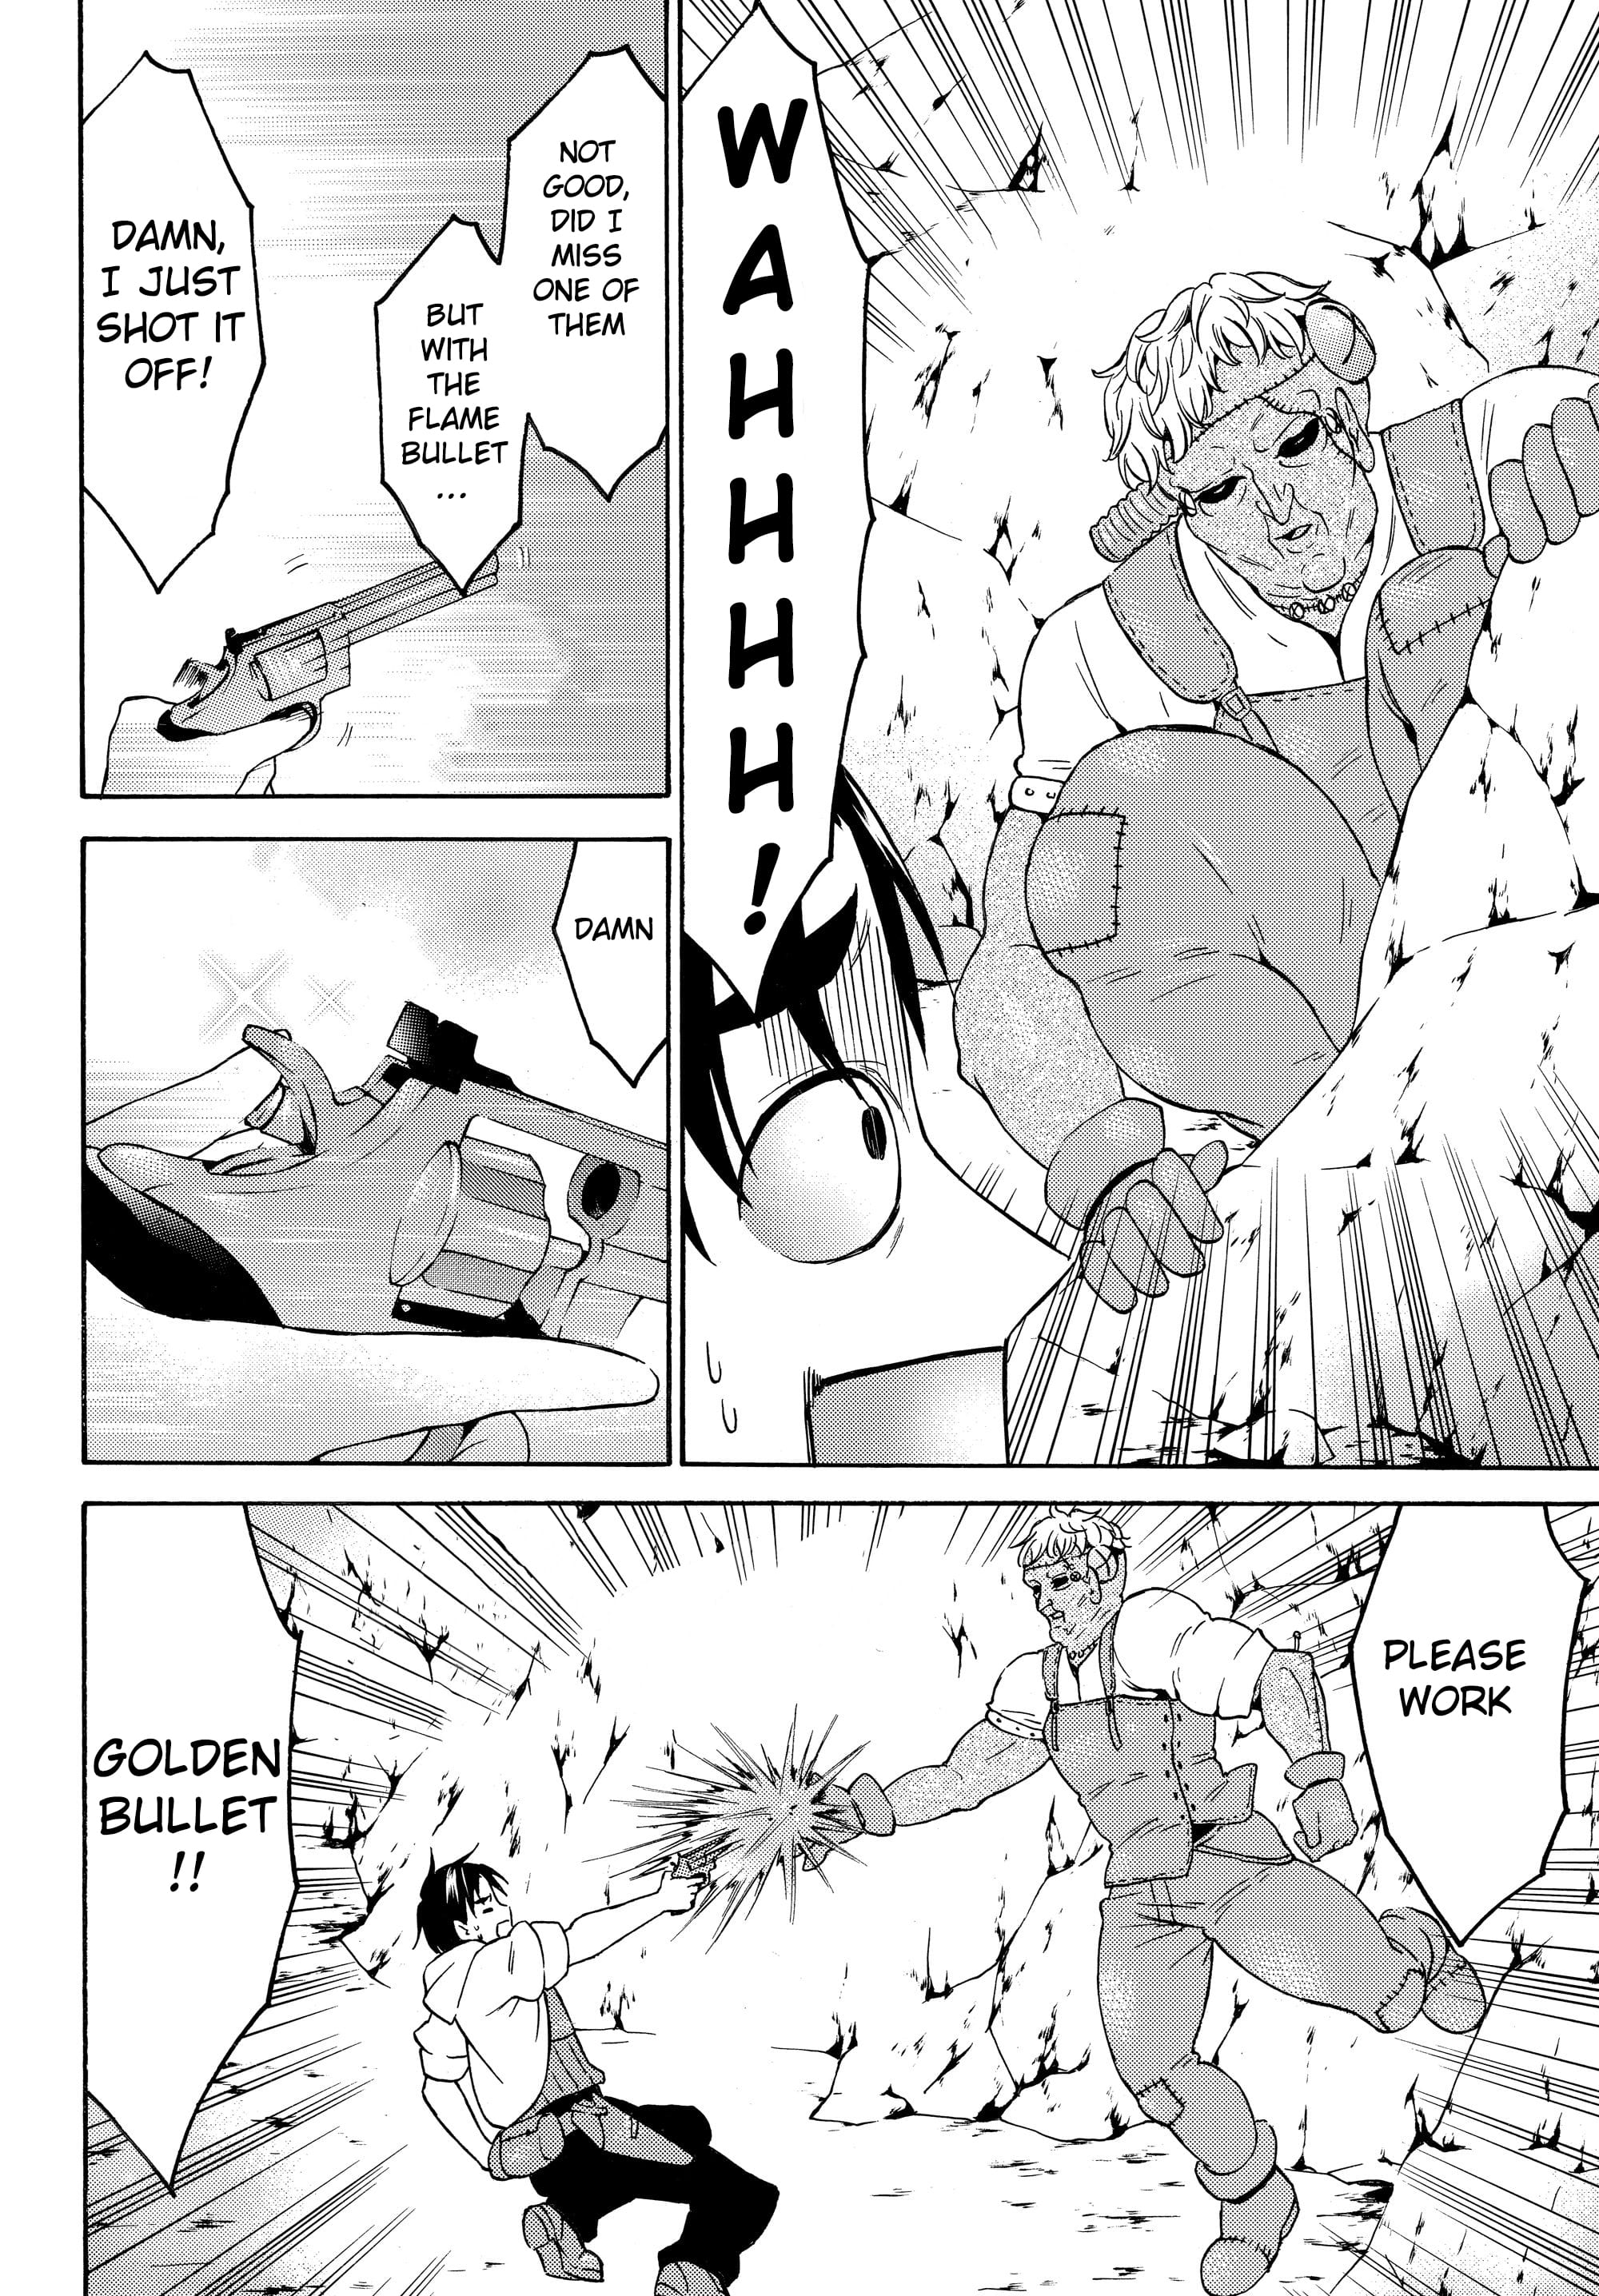 WAHHHHH!
NOT
GOOD,
DID I
MISS
ONE OF
THEM
BUT
WITH
THE
FLAME
BULLET
...
DAMN,
I JUST
SHOT IT
OFF!
DAMN
PLEASE
WORK
GOLDEN
BULLET
!!